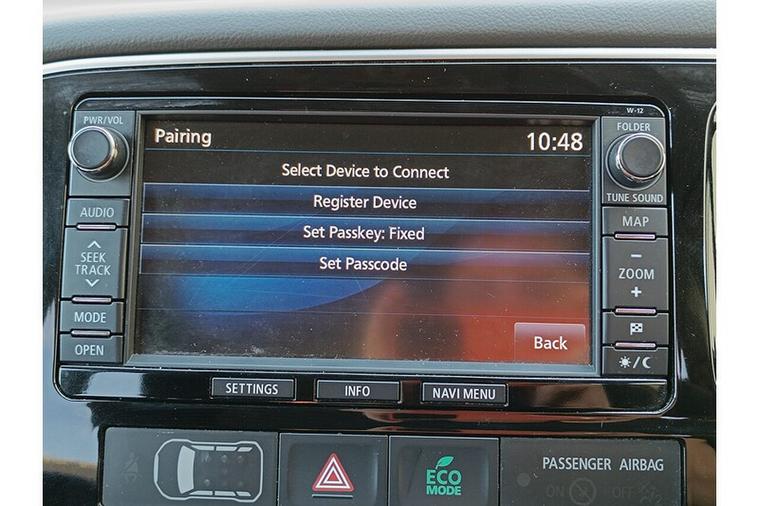 W-12
PWR/VOL
FOLDER
Pairing
10:48
Select Device to Connect
Register Device
TUNE SOUND
AUDIO
MAP
Set Passkey: Fixed
SEEK
TRACK
Set Passcode
ZOOM
MODE
OPEN
Back
SETTINGS
INFO
NAVI MENU
ECO
MODE
PASSENGER AIRBAG
ON
OFF